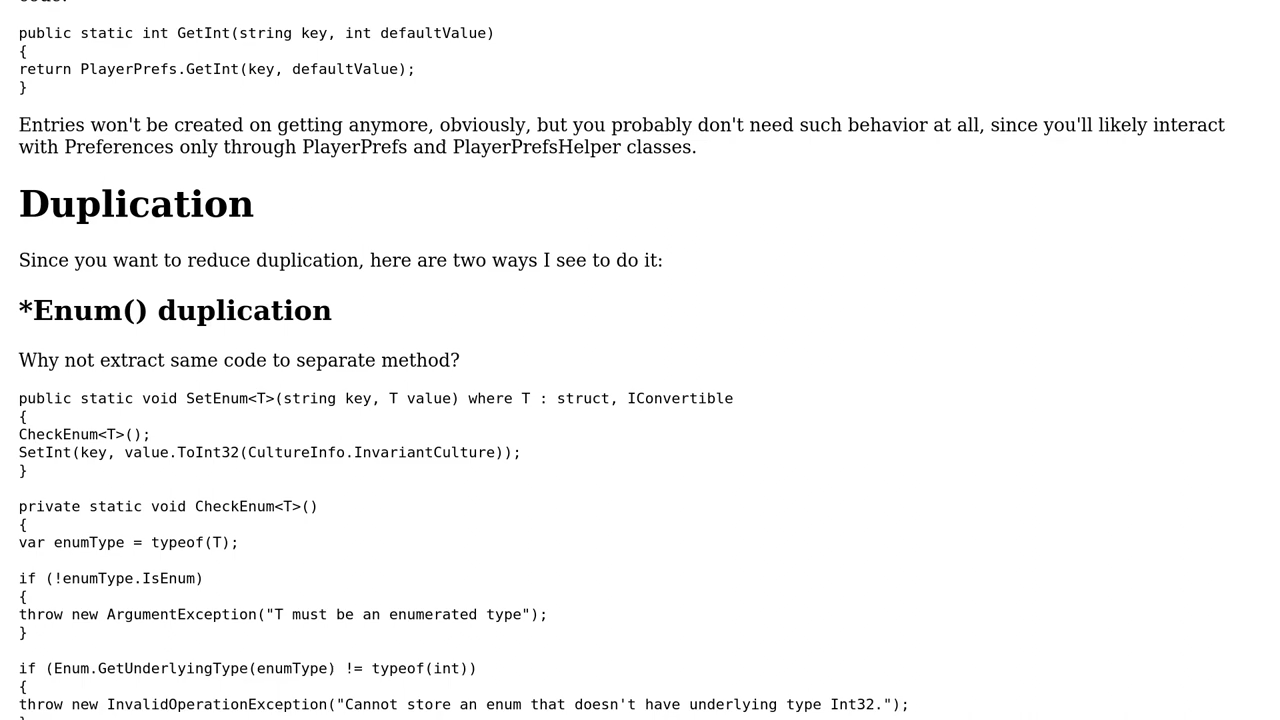 code:
public static int GetInt(string key, int defaultValue)
{
return PlayerPrefs.GetInt(key, defaultValue);
}
Entries won't be created on getting anymore, obviously, but you probably don't need such behavior at all, since you'll likely interact
with Preferences only through PlayerPrefs and PlayerPrefsHelper classes.
Duplication
Since you want to reduce duplication, here are two ways I see to do it:
*Enum() duplication
Why not extract same code to separate method?
public static void SetEnum<T>(string key, T value) where T : struct, IConvertible
{
CheckEnum<T>();
SetInt(key, value.ToInt32(CultureInfo.InvariantCulture));
}
private static void CheckEnum<T>()
{
var enumType = typeof(T);
if (!enumType.IsEnum)
{
throw new ArgumentException("T must be an enumerated type");
}
if (Enum.GetUnderlyingType(enumType) != typeof(int))
{
throw new InvalidOperationException("Cannot store an enum that doesn't have underlying type Int32.");
}